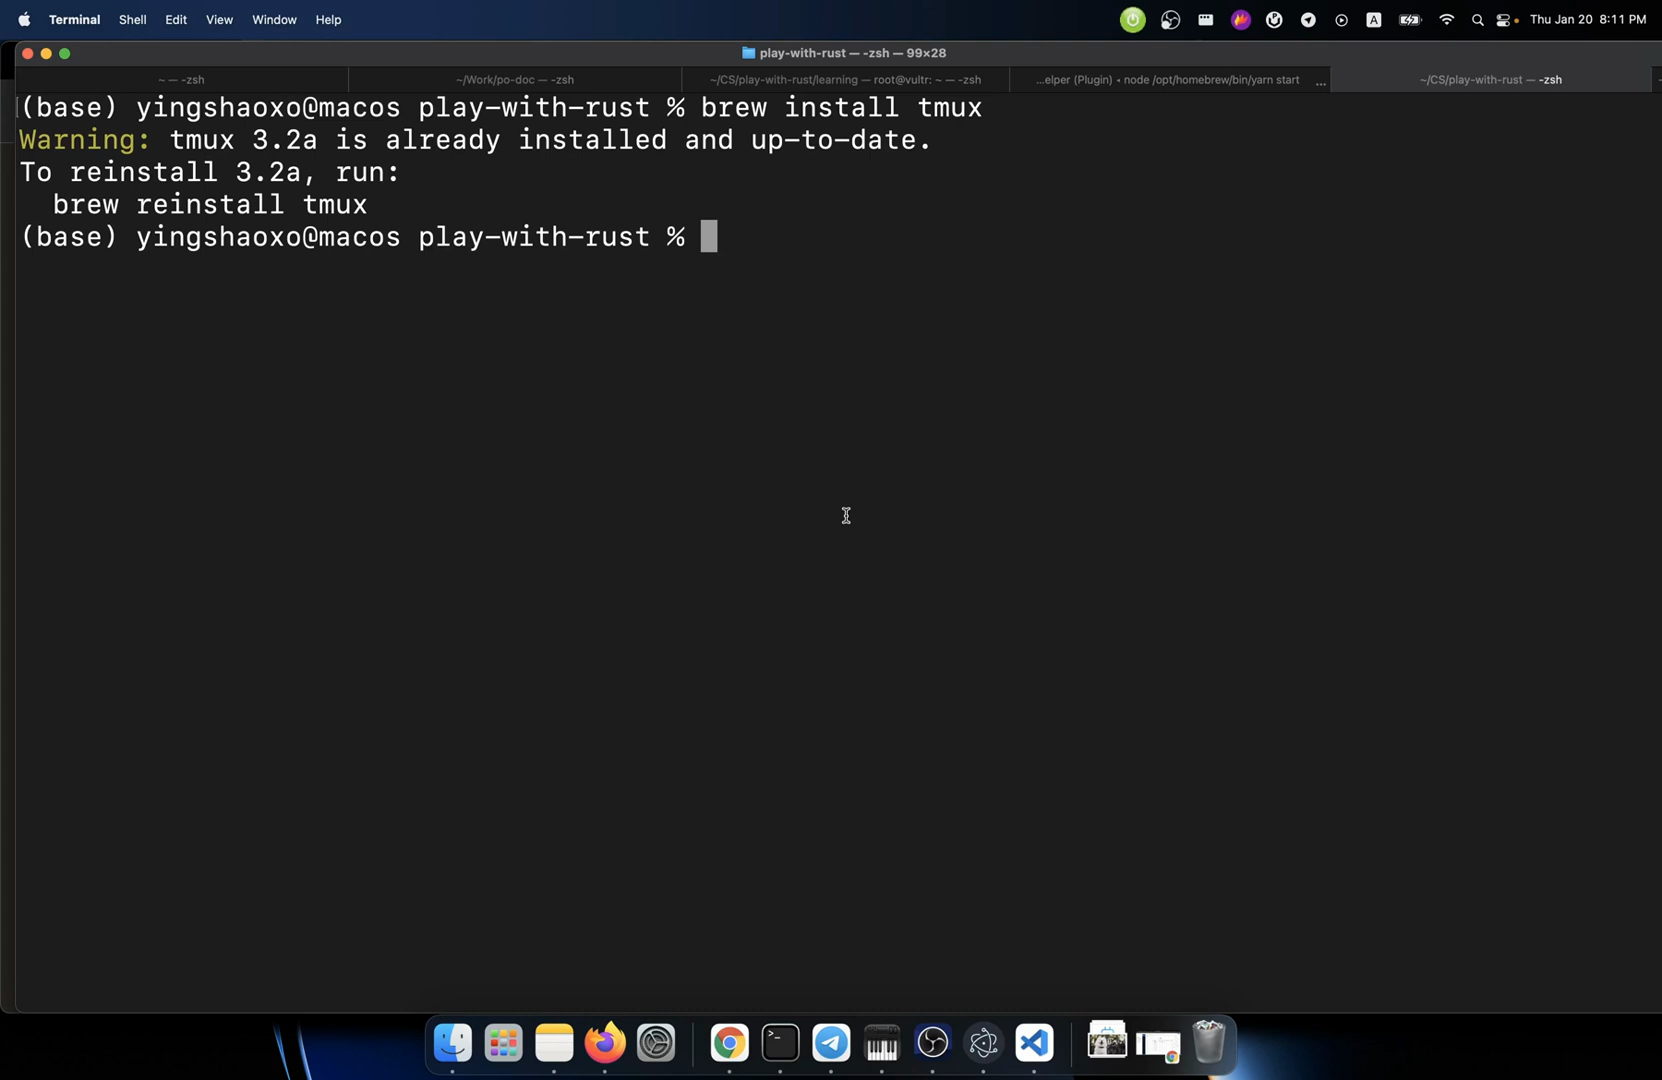 Terminal Shell Edit View Window Help
A
Thu Jan 20 8:11 PM
play-with-rust — -zsh — 99×28
~ — -zsh
~/Work/po-doc — -zsh
~/CS/play-with-rust/learning — root@vultr: ~ — -zsh
...elper (Plugin) ◂ node /opt/homebrew/bin/yarn start ...
~/CS/play-with-rust — -zsh
(base) yingshaoxo@macos play-with-rust % brew install tmux
Warning: tmux 3.2a is already installed and up-to-date.
To reinstall 3.2a, run:
brew reinstall tmux
(base) yingshaoxo@macos play-with-rust %